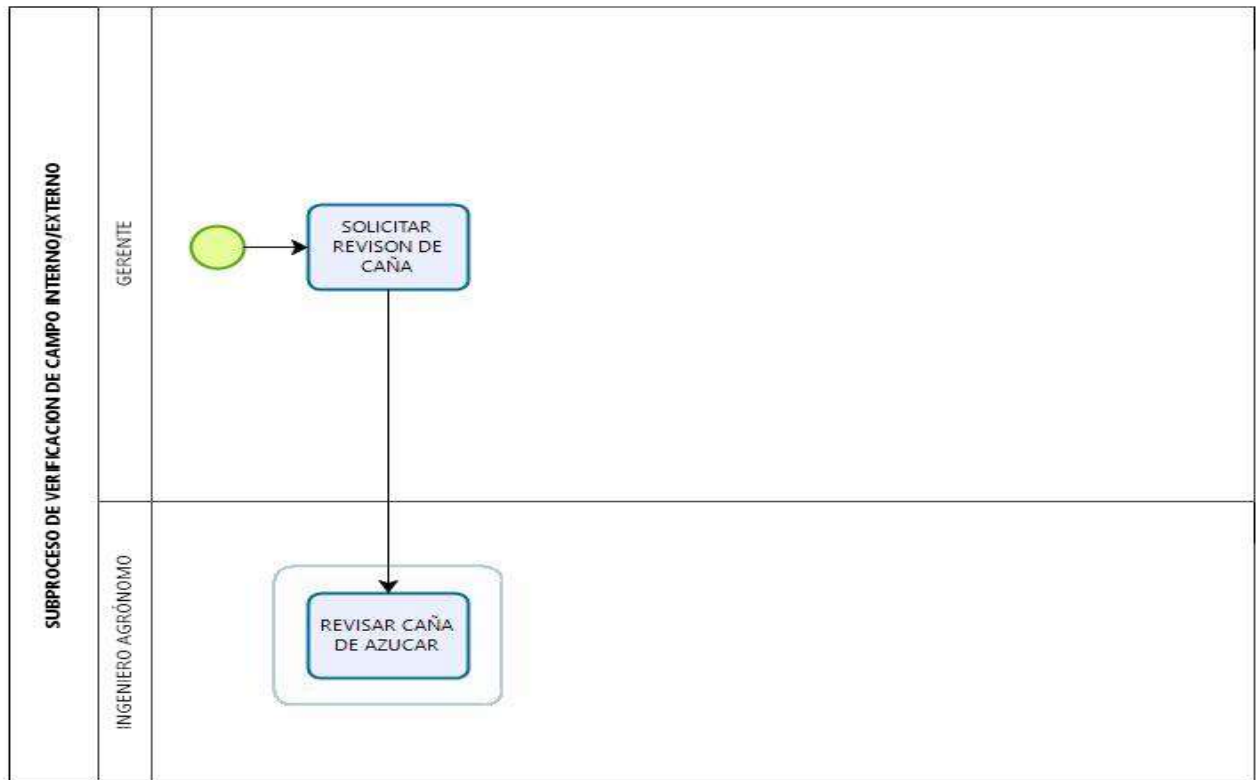 SUBPROCESO DE VERIFICACION DE CAMPO INTERNO/EXTERNO
GERENTE
SOLICITAR
REVISON DE
CAÑA
INGENIERO AGRÓNOMO
REVISAR CAÑA
DE AZUCAR